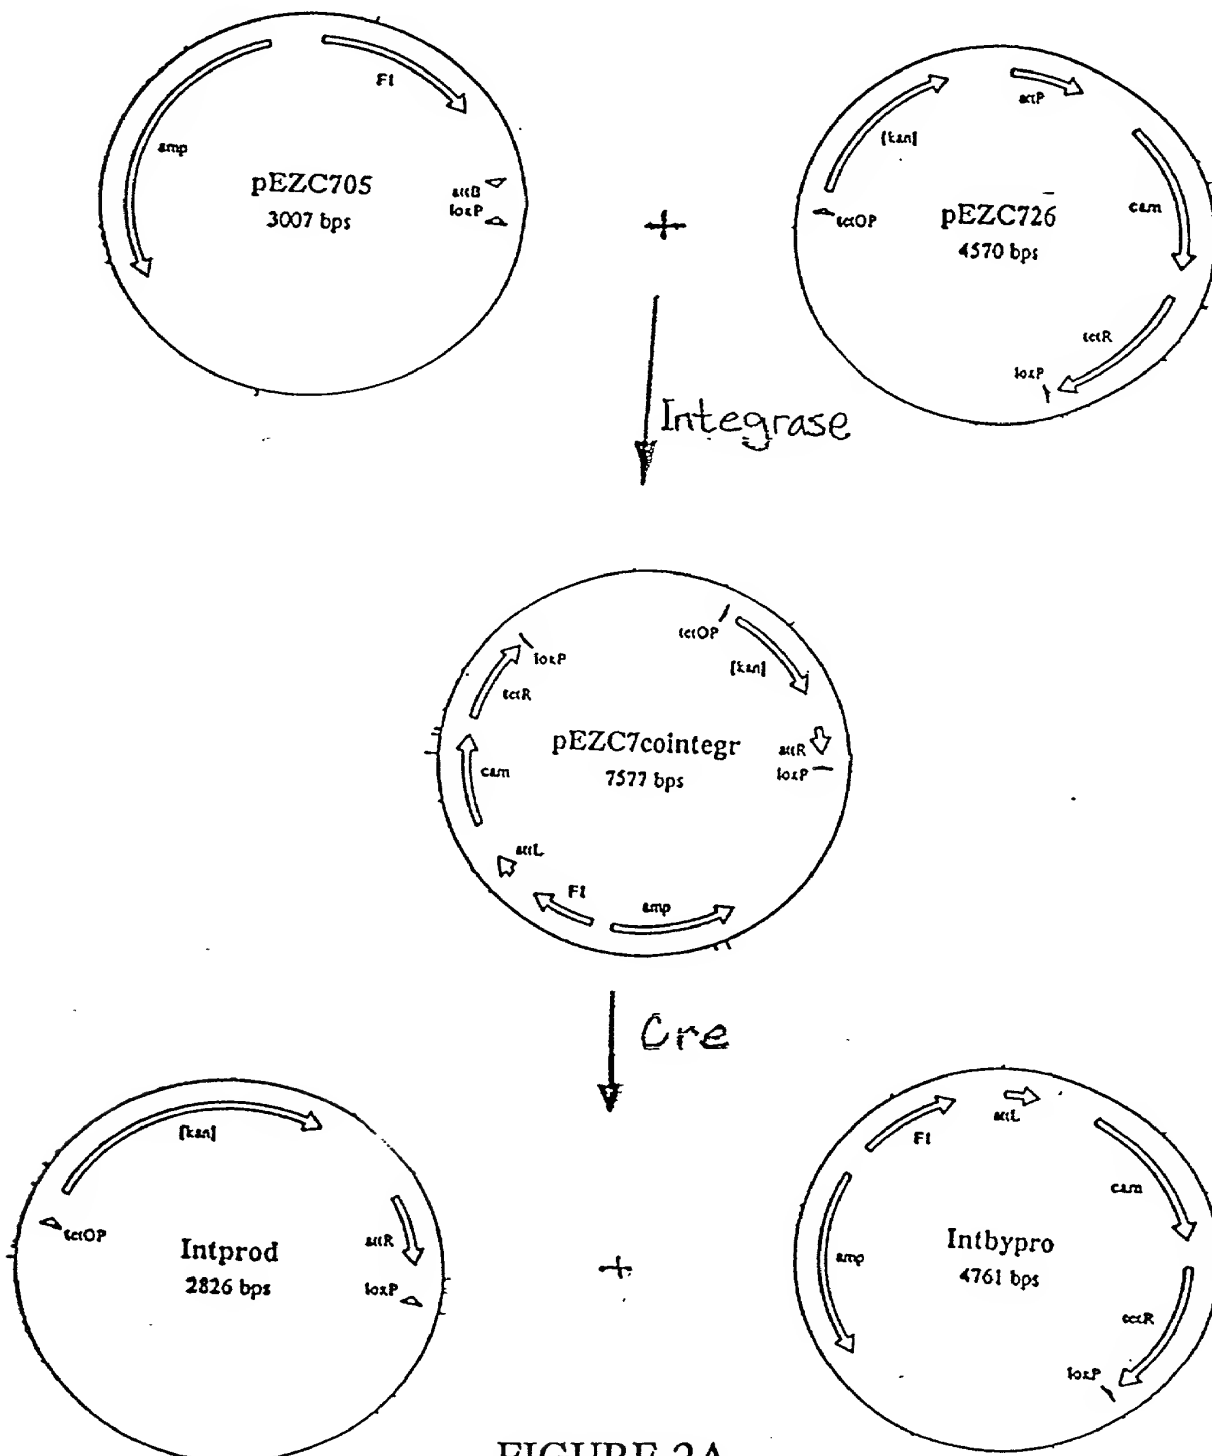 F1
amp
pEZC705
3007 bps
attB
loxP
+
attP
[kan]
cam
tetOP
pEZC726
4570 bps
tetR
loxP
Integrase
tetOP
loxP
[kan]
tetR
pEZC7cointegr
7577 bps
attR
loxP
cam
attL
F1
amp
Cre
[kan]
tetOP
attR
Intprod
2826 bps
loxP
+
attL
F1
cam
amp
Intbypro
4761 bps
tetR
loxP
FIGURE 2A